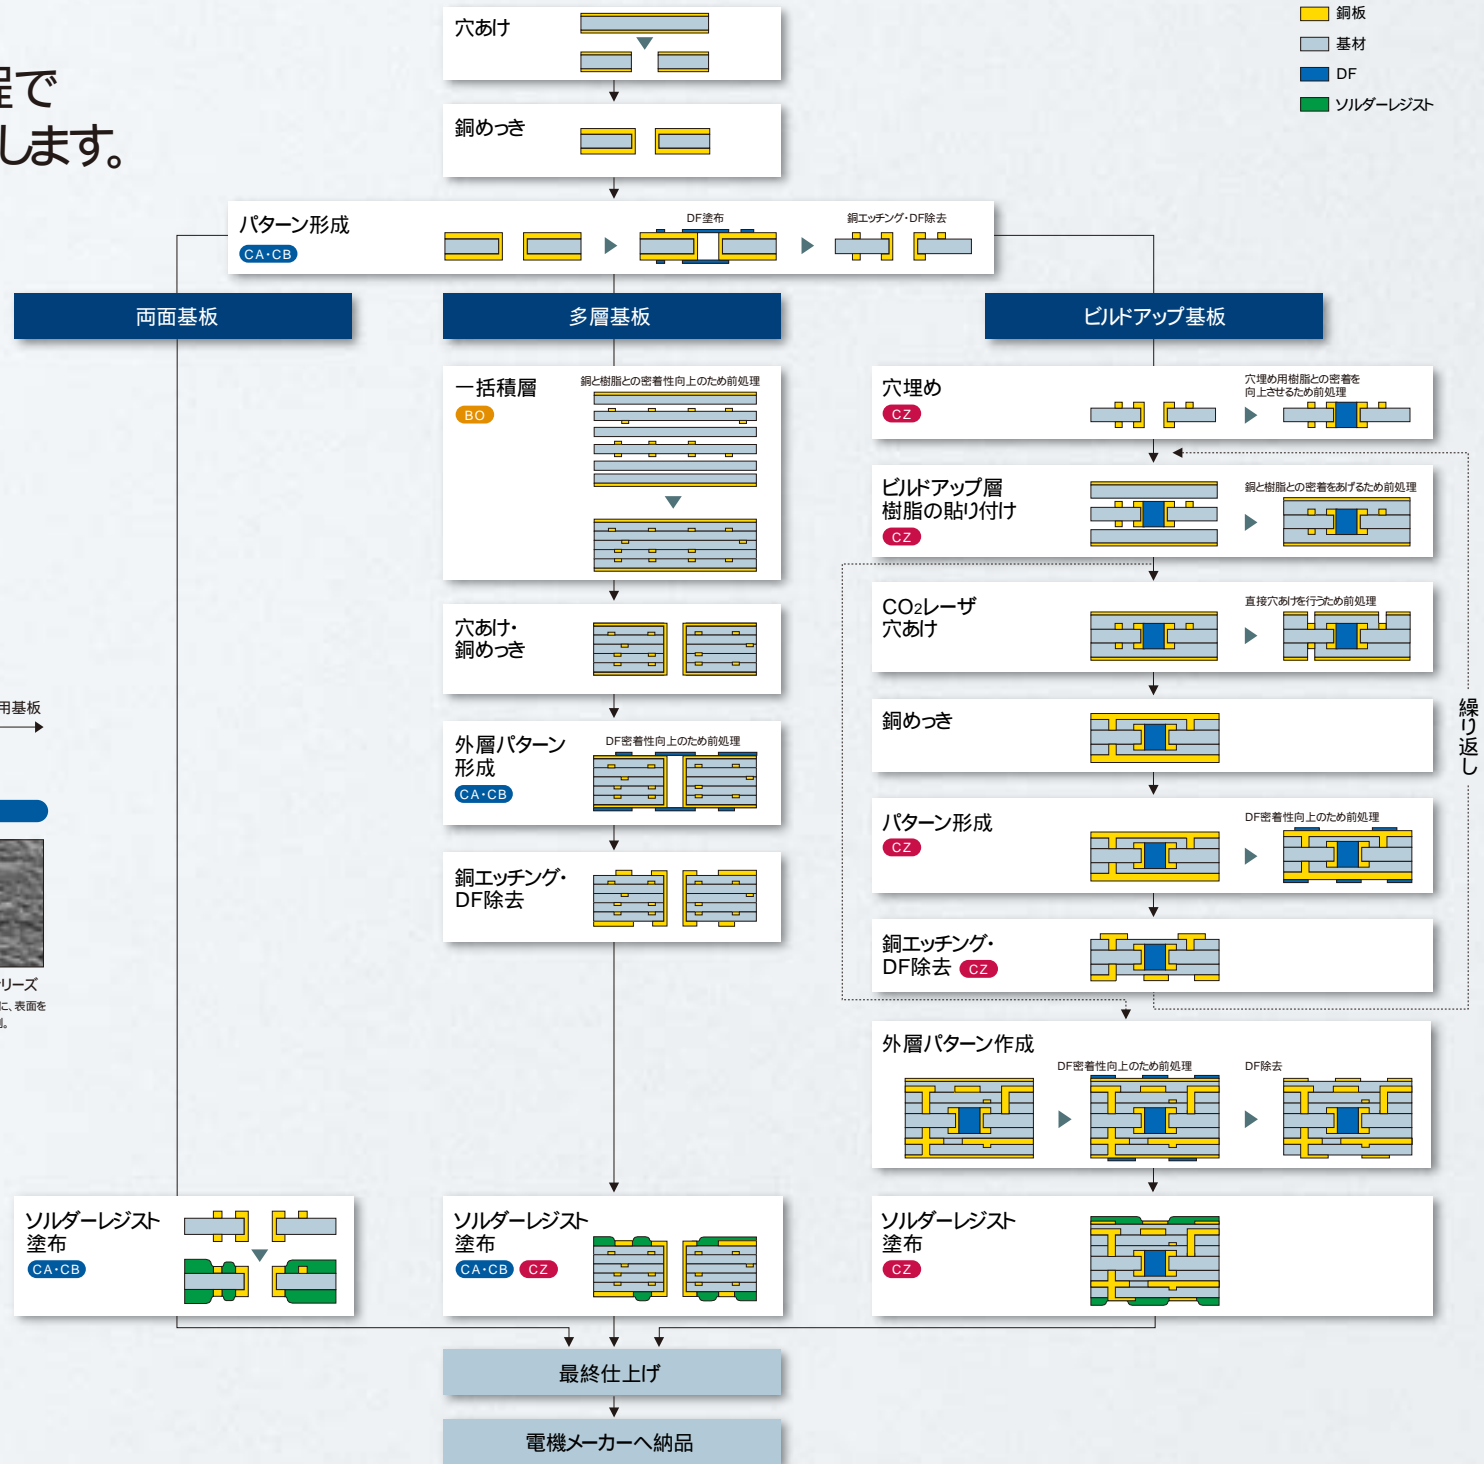 程で
します。
銅板
基材
DF
ソルダーレジスト
穴あけ
銅めっき
パターン形成
CA・CB
DF塗布
銅エッチング・DF除去
両面基板
多層基板
ビルドアップ基板
一括積層
BO
銅と樹脂との密着性向上のため前処理
穴あけ・
銅めっき
外層パターン
形成
CA・CB
DF密着性向上のため前処理
銅エッチング・
DF除去
穴埋め
CZ
穴埋め用樹脂との密着を
向上させるため前処理
ビルドアップ層
樹脂の貼り付け
CZ
銅と樹脂との密着をあげるため前処理
CO2レーザ
穴あけ
直接穴あけを行うため前処理
銅めっき
パターン形成
CZ
DF密着性向上のため前処理
銅エッチング・
DF除去 CZ
繰り返し
外層パターン作成
DF密着性向上のため前処理
DF除去
用基板
リーズ
に、表面を
ソルダーレジスト
塗布
CA・CB
ソルダーレジスト
塗布
CA・CB CZ
ソルダーレジスト
塗布
CZ
最終仕上げ
電機メーカーへ納品